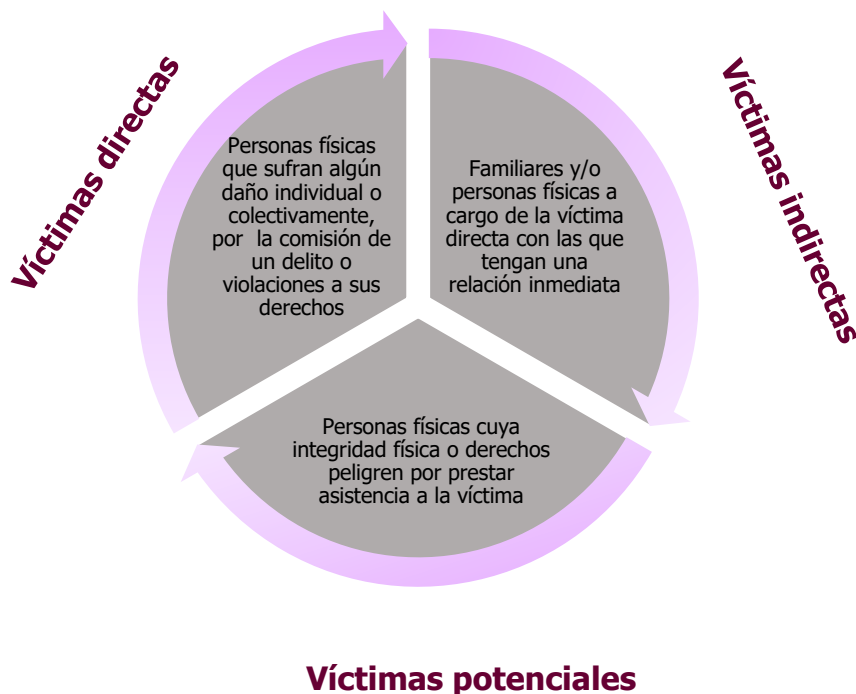 Víctimas directas
Personas físicas
que sufran algún
daño individual o
colectivamente,
por la comisión de
un delito o
violaciones a sus
derechos
Víctimas indirectas
Familiares y/o
personas físicas a
cargo de la víctima
directa con las que
tengan una
relación inmediata
Personas físicas cuya
integridad física o derechos
peligren por prestar
asistencia a la víctima
Víctimas potenciales